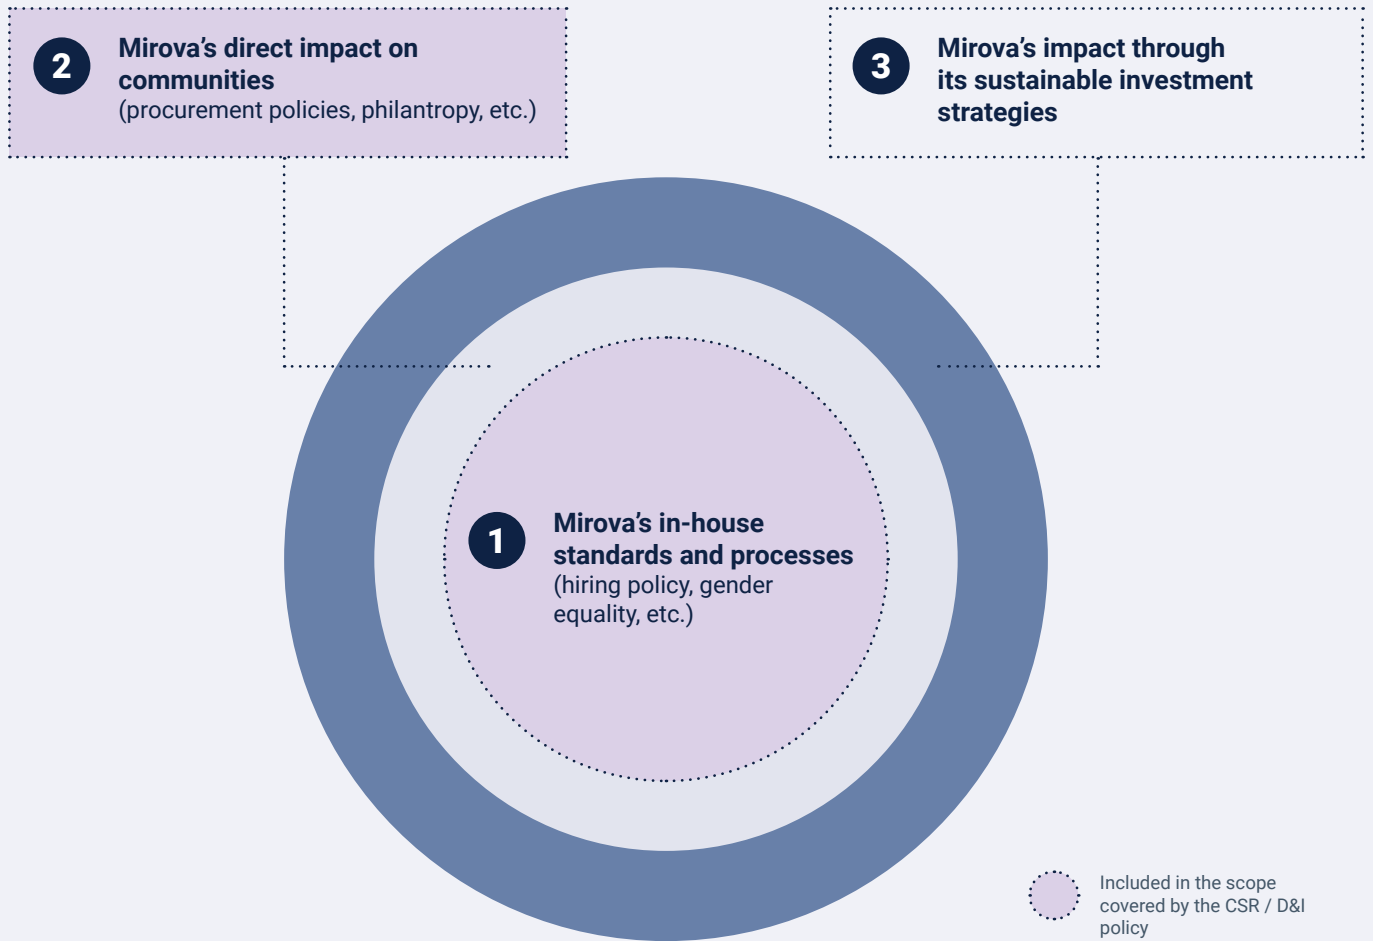 2
Mirova’s direct impact on
communities
(procurement policies, philantropy, etc.)
3
Mirova’s impact through
its sustainable investment
strategies
1
Mirova’s in-house
standards and processes
(hiring policy, gender
equality, etc.)
Included in the scope
covered by the CSR / D&I
policy